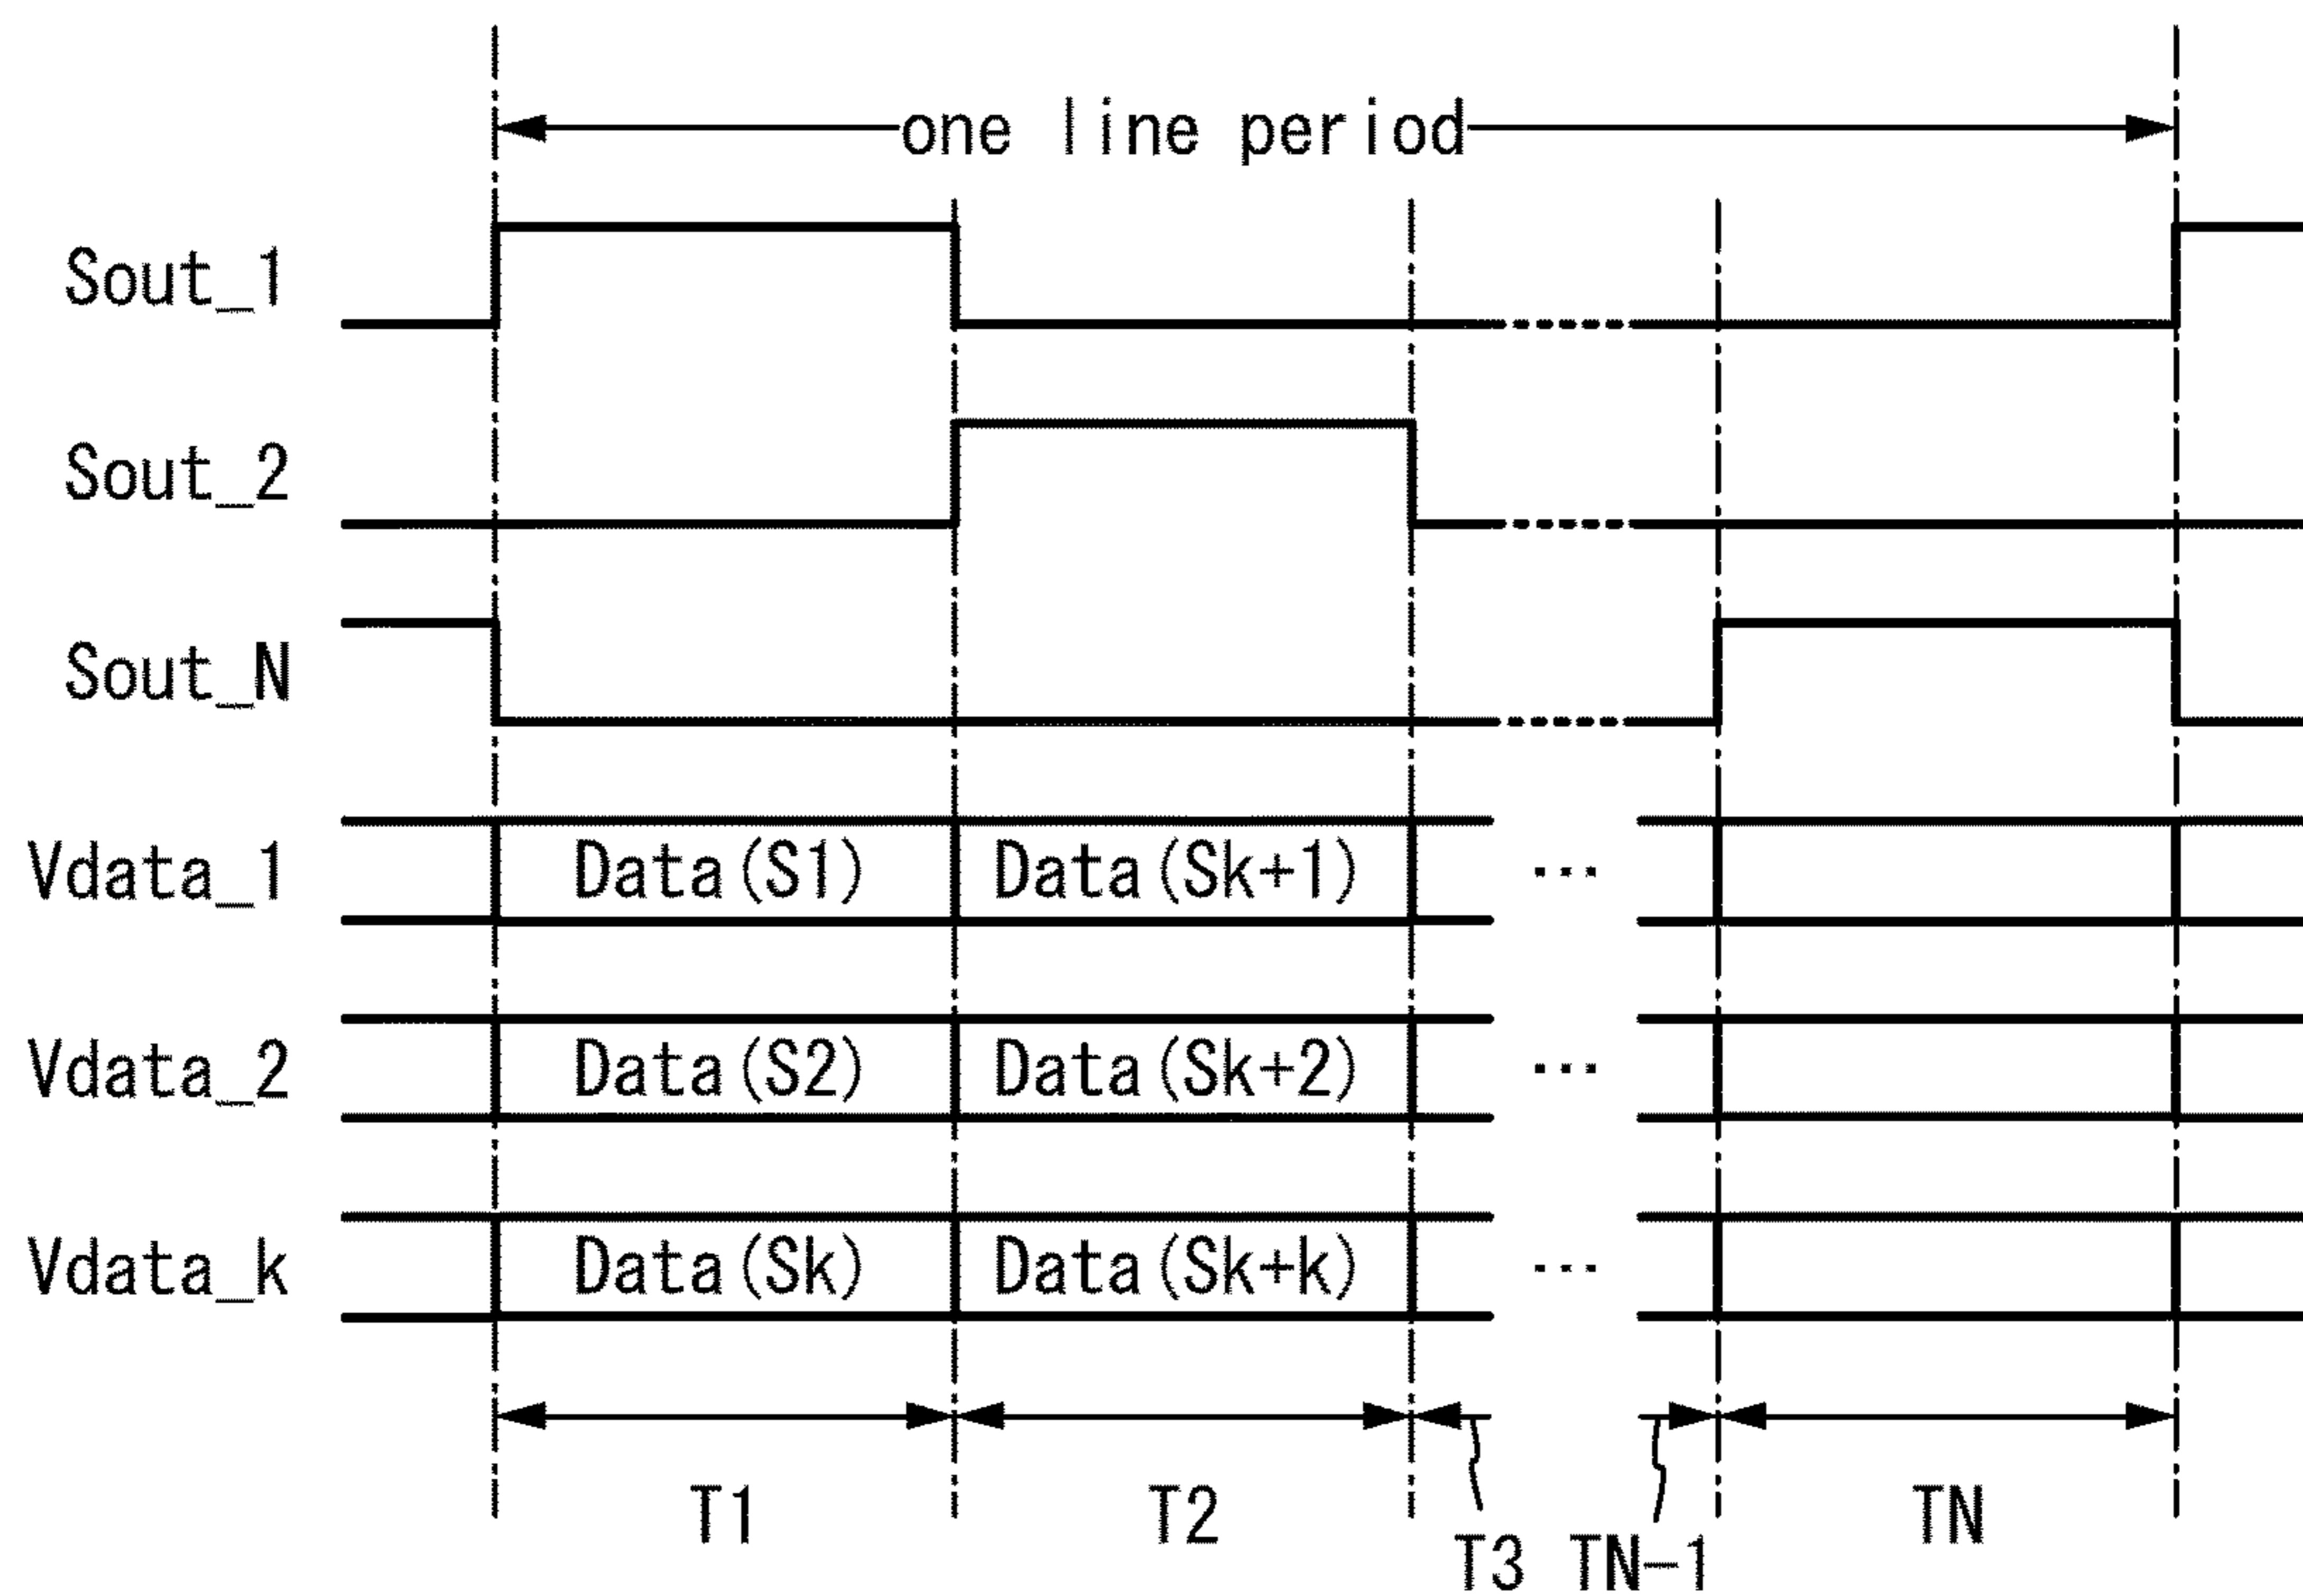 one line period
Sout_1
Sout_2
Sout_N
Vdata_1 Data(S1) Data(Sk+1) ...
Vdata_2 Data(S2) Data(Sk+2) ...
Vdata_k Data(Sk) Data(Sk+k) ...
T1 T2 T3 TN-1 TN